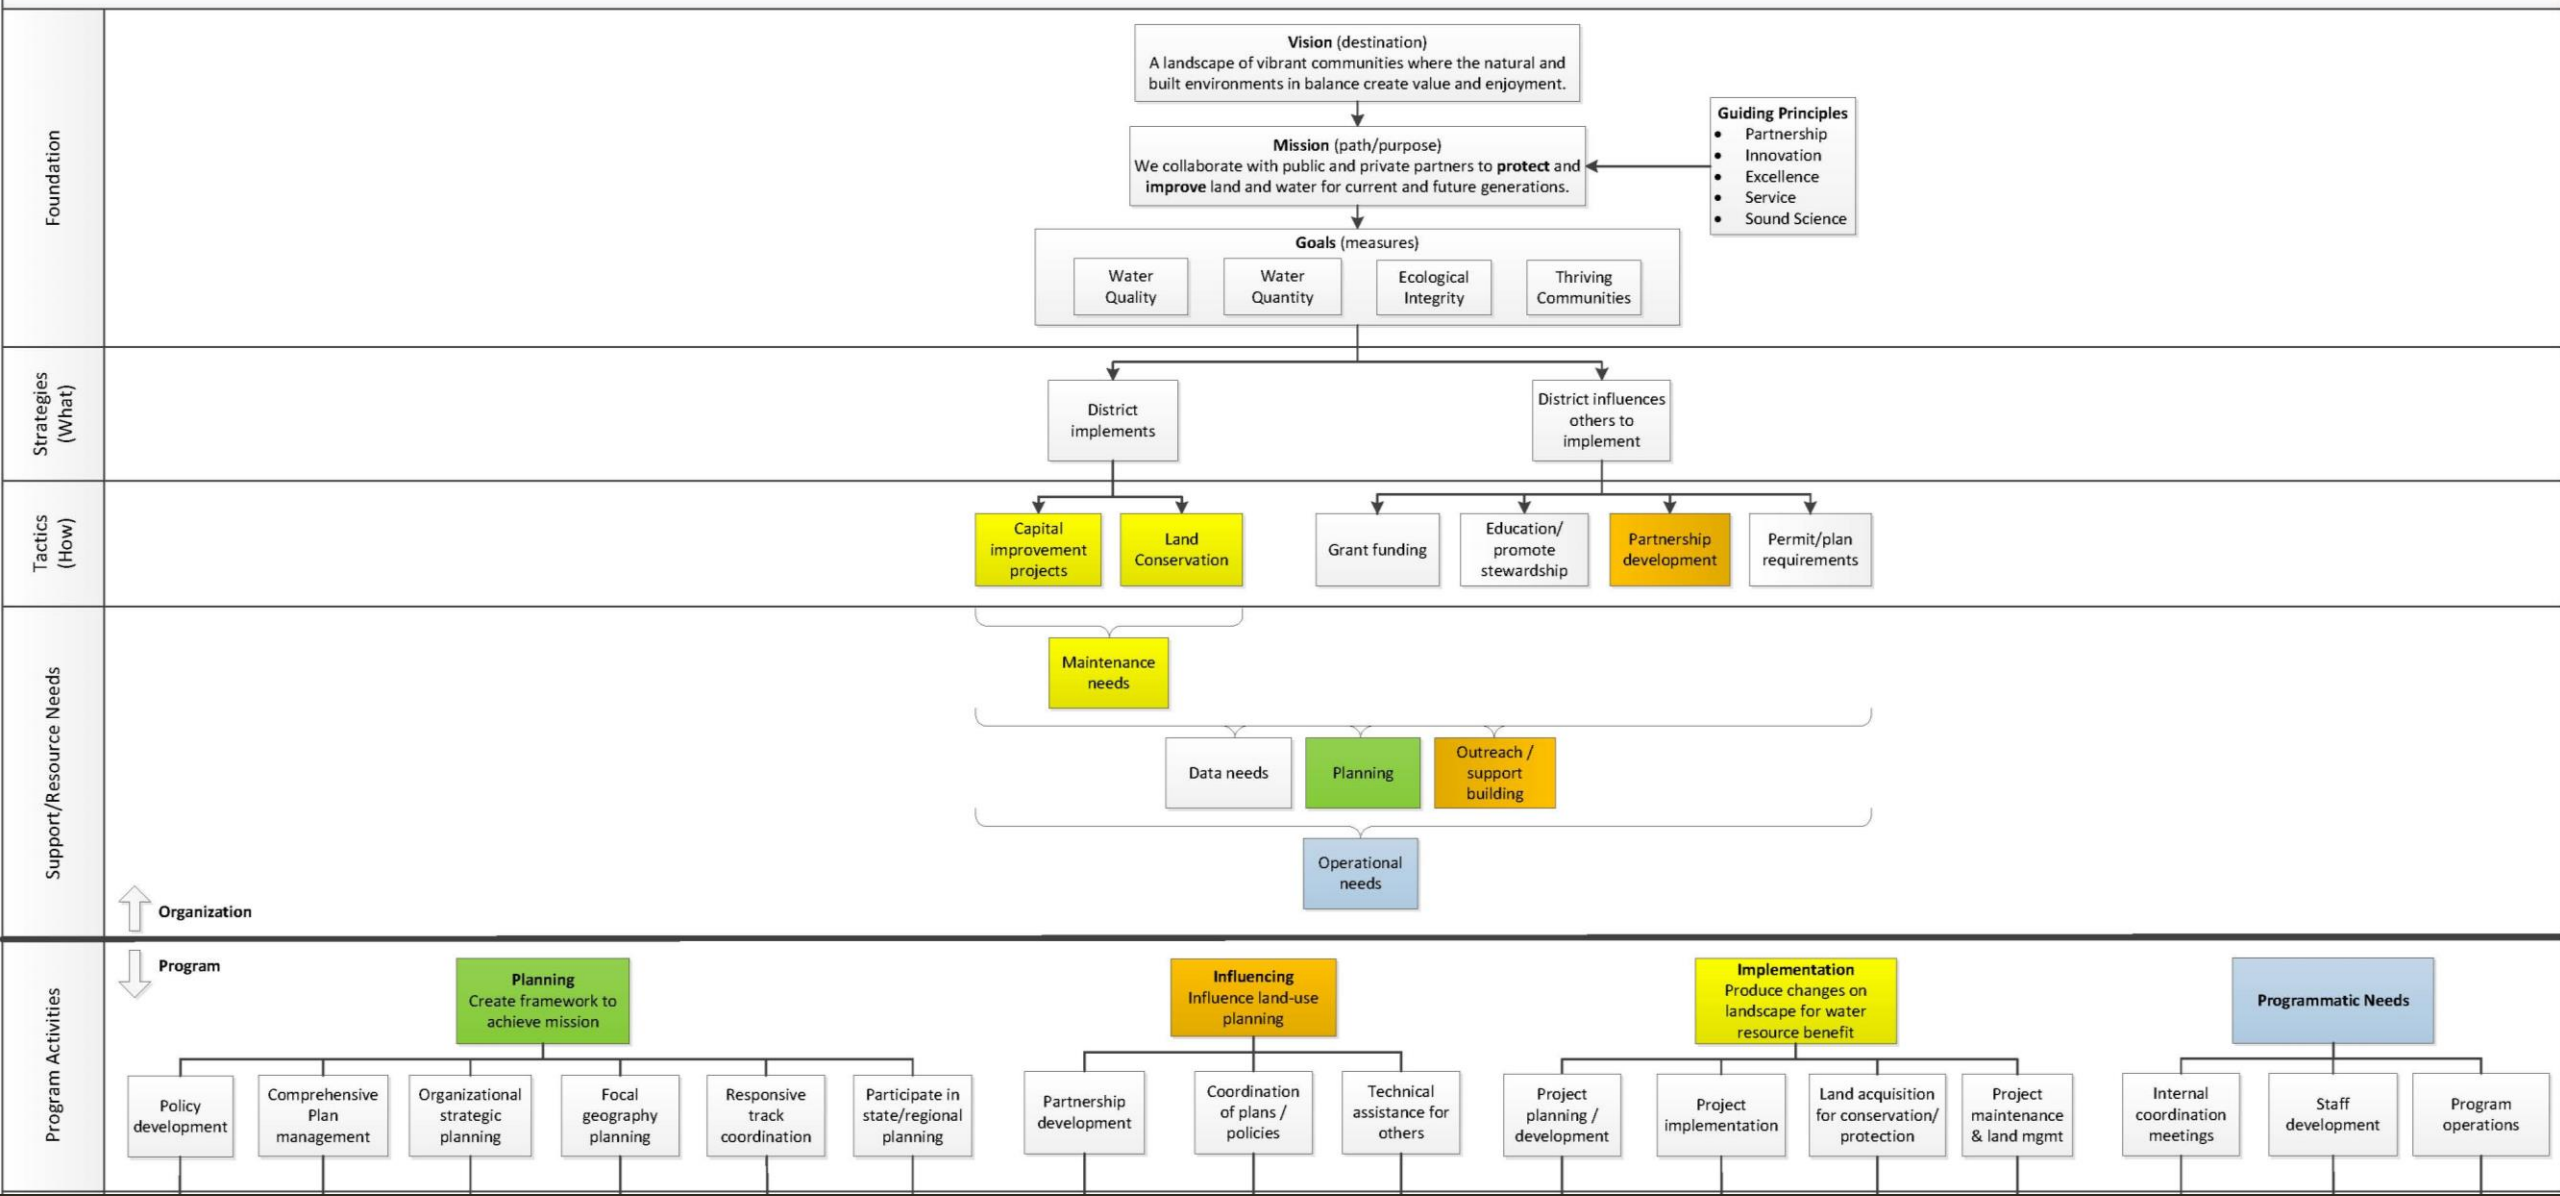 Foundation
Vision (destination)
A landscape of vibrant communities where the natural and
built environments in balance create value and enjoyment.
Mission (path/purpose)
We collaborate with public and private partners to protect and
improve land and water for current and future generations.
Guiding Principles
• Partnership
• Innovation
• Excellence
• Service
• Sound Science
Goals (measures)
Water
Quality
Water
Quantity
Ecological
Integrity
Thriving
Communities
Strategies
(What)
District
implements
District influences
others to
implement
Tactics
(How)
Capital
improvement
projects
Land
Conservation
Grant funding
Education/
promote
stewardship
Partnership
development
Permit/plan
requirements
Support/Resource Needs
Maintenance
needs
Data needs
Planning
Outreach /
support
building
Operational
needs
Organization
Program Activities
Program
Planning
Create framework to
achieve mission
Policy
development
Comprehensive
Plan
management
Organizational
strategic
planning
Focal
geography
planning
Responsive
track
coordination
Participate in
state/regional
planning
Influencing
Influence land-use
planning
Partnership
development
Coordination
of plans /
policies
Technical
assistance for
others
Implementation
Produce changes on
landscape for water
resource benefit
Project
planning /
development
Project
implementation
Land acquisition
for conservation/
protection
Project
maintenance
& land mgmt
Programmatic Needs
Internal
coordination
meetings
Staff
development
Program
operations